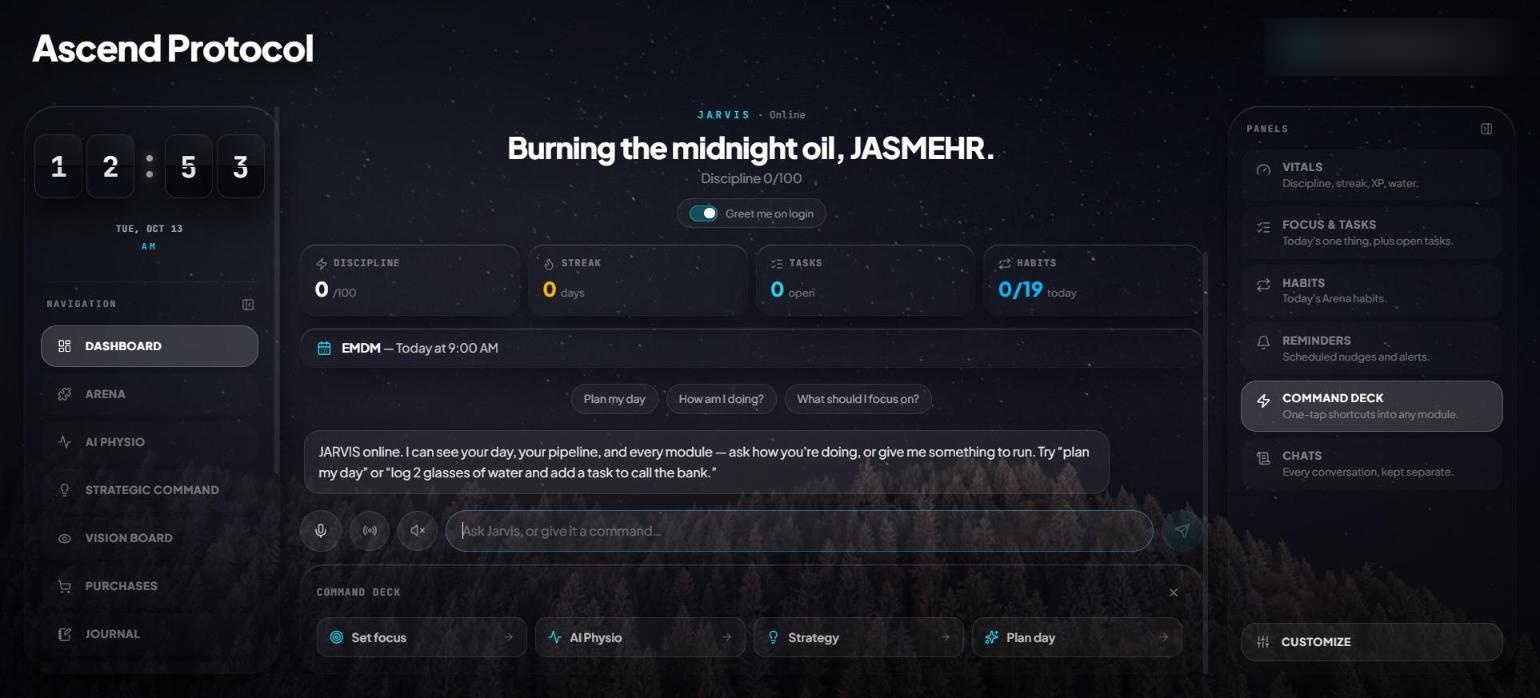 Ascend Protocol
12:53
TUE, OCT 13
AM
NAVIGATION
DASHBOARD
ARENA
AI PHYSIO
STRATEGIC COMMAND
VISION BOARD
PURCHASES
JOURNAL
JARVIS · Online
Burning the midnight oil, JASMEHR.
Discipline 0/100
Greet me on login
DISCIPLINE
0 /100
STREAK
0 days
TASKS
0 open
HABITS
0/19 today
EMDM — Today at 9:00 AM
Plan my day
How am I doing?
What should I focus on?
JARVIS online. I can see your day, your pipeline, and every module — ask how you're doing, or give me something to run. Try “plan
my day” or “log 2 glasses of water and add a task to call the bank.”
Ask Jarvis, or give it a command...
COMMAND DECK
Set focus
AI Physio
Strategy
Plan day
PANELS
VITALS
Discipline, streak, XP, water.
FOCUS & TASKS
Today's one thing, plus open tasks.
HABITS
Today's Arena habits.
REMINDERS
Scheduled nudges and alerts.
COMMAND DECK
One-tap shortcuts into any module.
CHATS
Every conversation, kept separate.
CUSTOMIZE